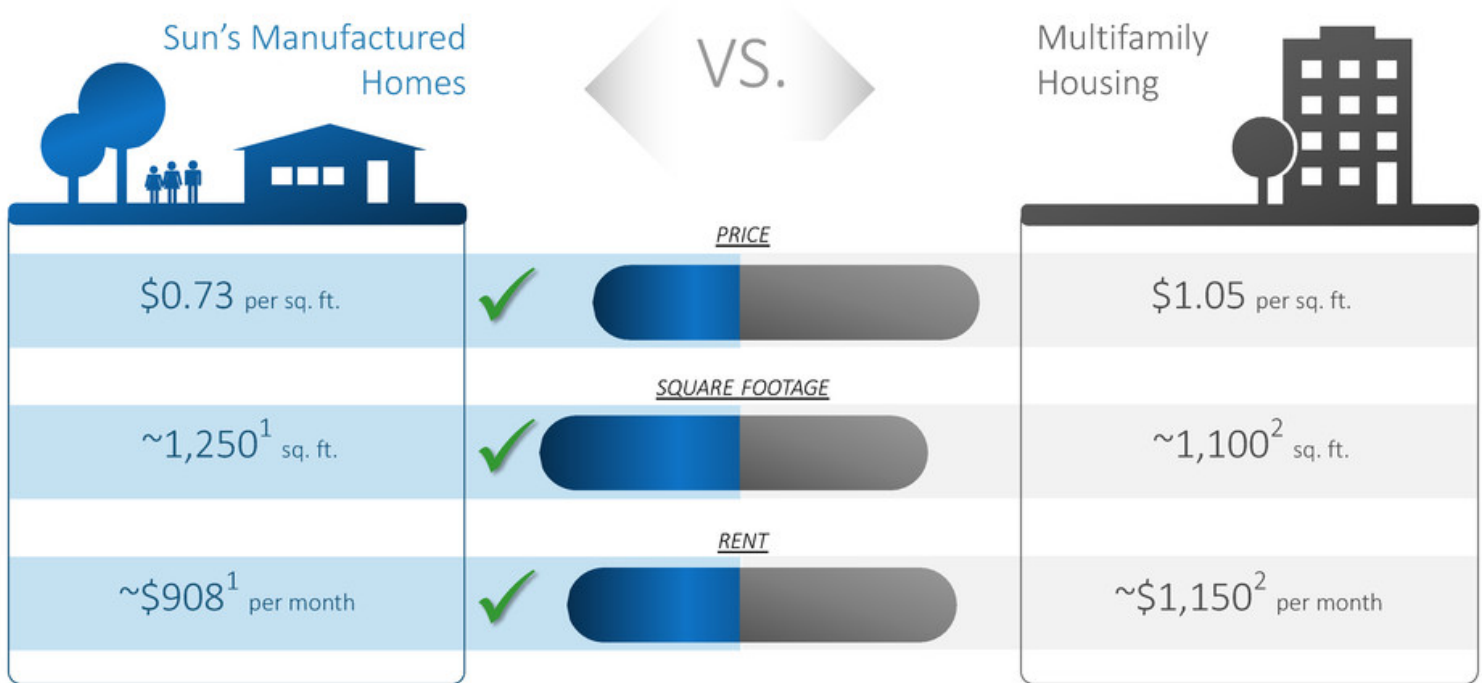 Sun's Manufactured
Homes
VS.
Multifamily
Housing
PRICE
$0.73 per sq. ft.
$1.05 per sq. ft.
SQUARE FOOTAGE
~1,250¹ sq. ft.
~1,100² sq. ft.
RENT
~$908¹ per month
~$1,150² per month